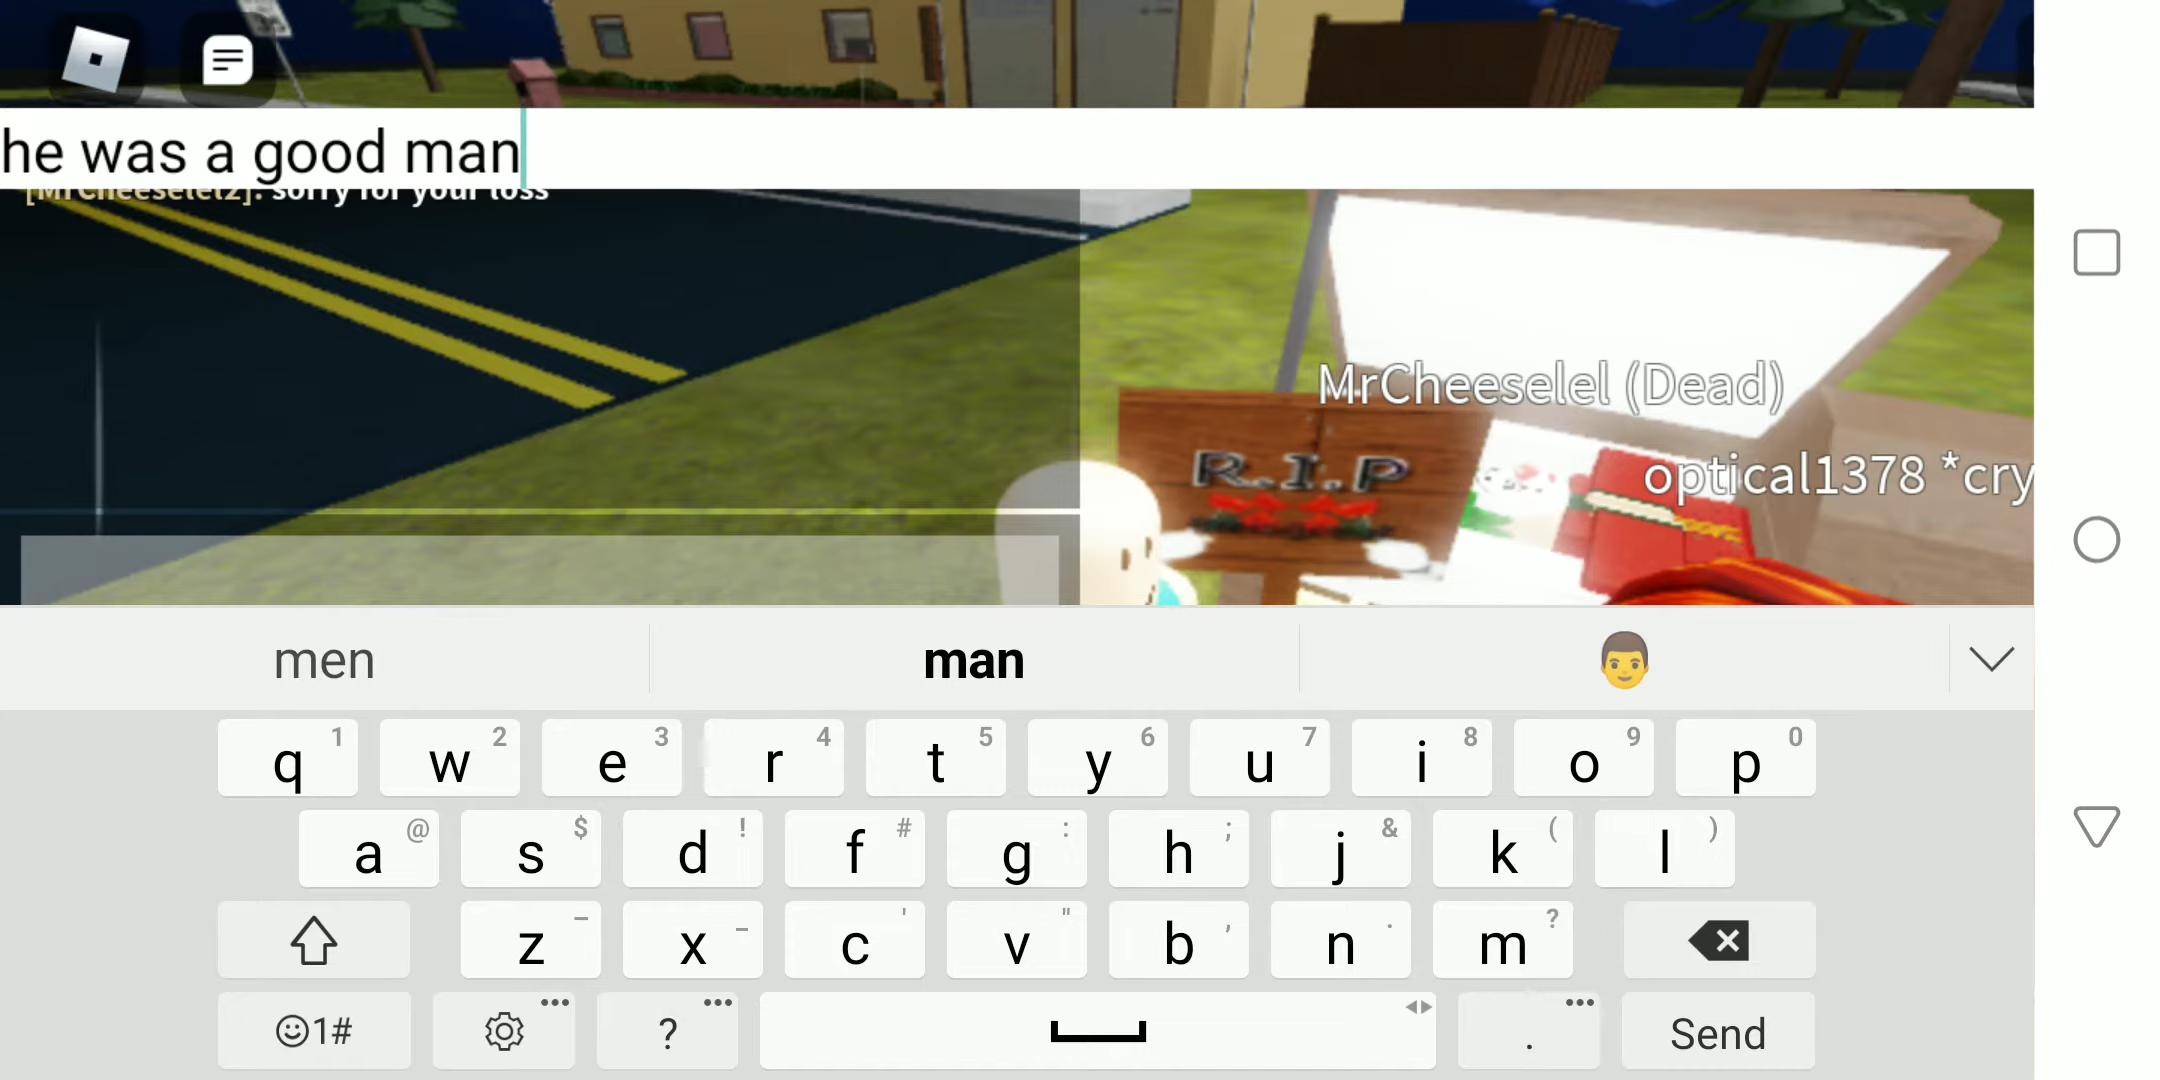 he was a good man
[MrCheeselel2]: sorry for your loss
MrCheeselel (Dead)
R.I.P
optical1378 *cry
men man 👨
1 2 3 4 5 6 7 8 9 0
q w e r t y u i o p
@ $ ! # : ; & ( )
a s d f g h j k l
– _ ' " , . ?
z x c v b n m
1# ? . Send